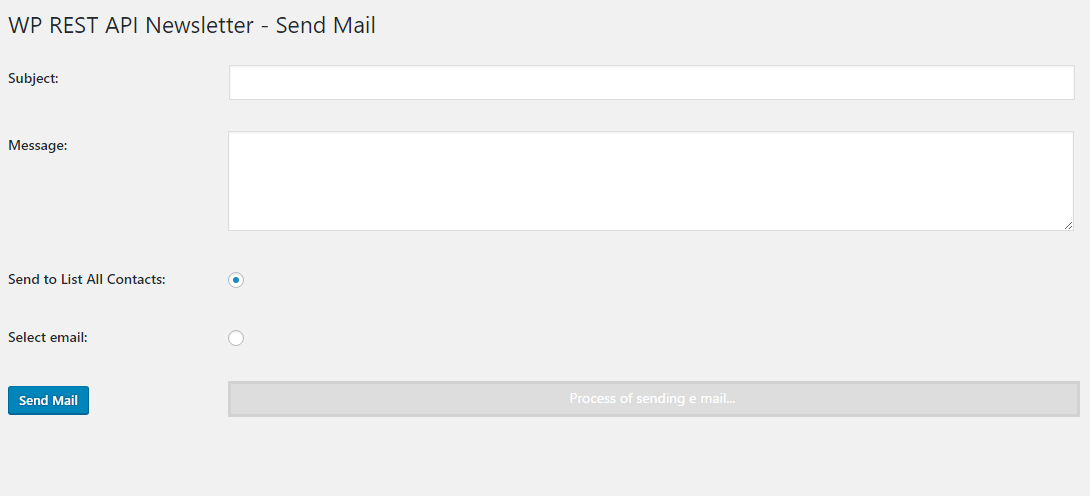 WP REST API Newsletter - Send Mail
Subject:
Message:
Send to List All Contacts:
Select email:
Send Mail
Process of sending e mail...